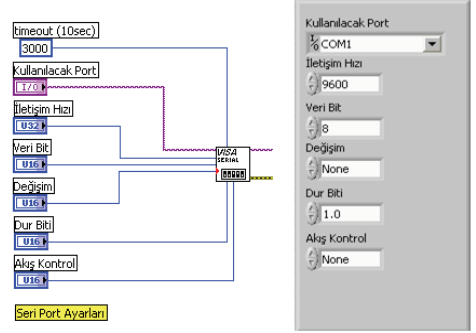 timeout (10sec)
3000
Kullanılacak Port
I/O
İletişim Hızı
U32
Veri Bit
U16
Değişim
U16
Dur Biti
U16
Akış Kontrol
U16
VISA
SERIAL
Seri Port Ayarları
Kullanılacak Port
I/O COM1
İletişim Hızı
9600
Veri Bit
8
Değişim
None
Dur Biti
1.0
Akış Kontrol
None